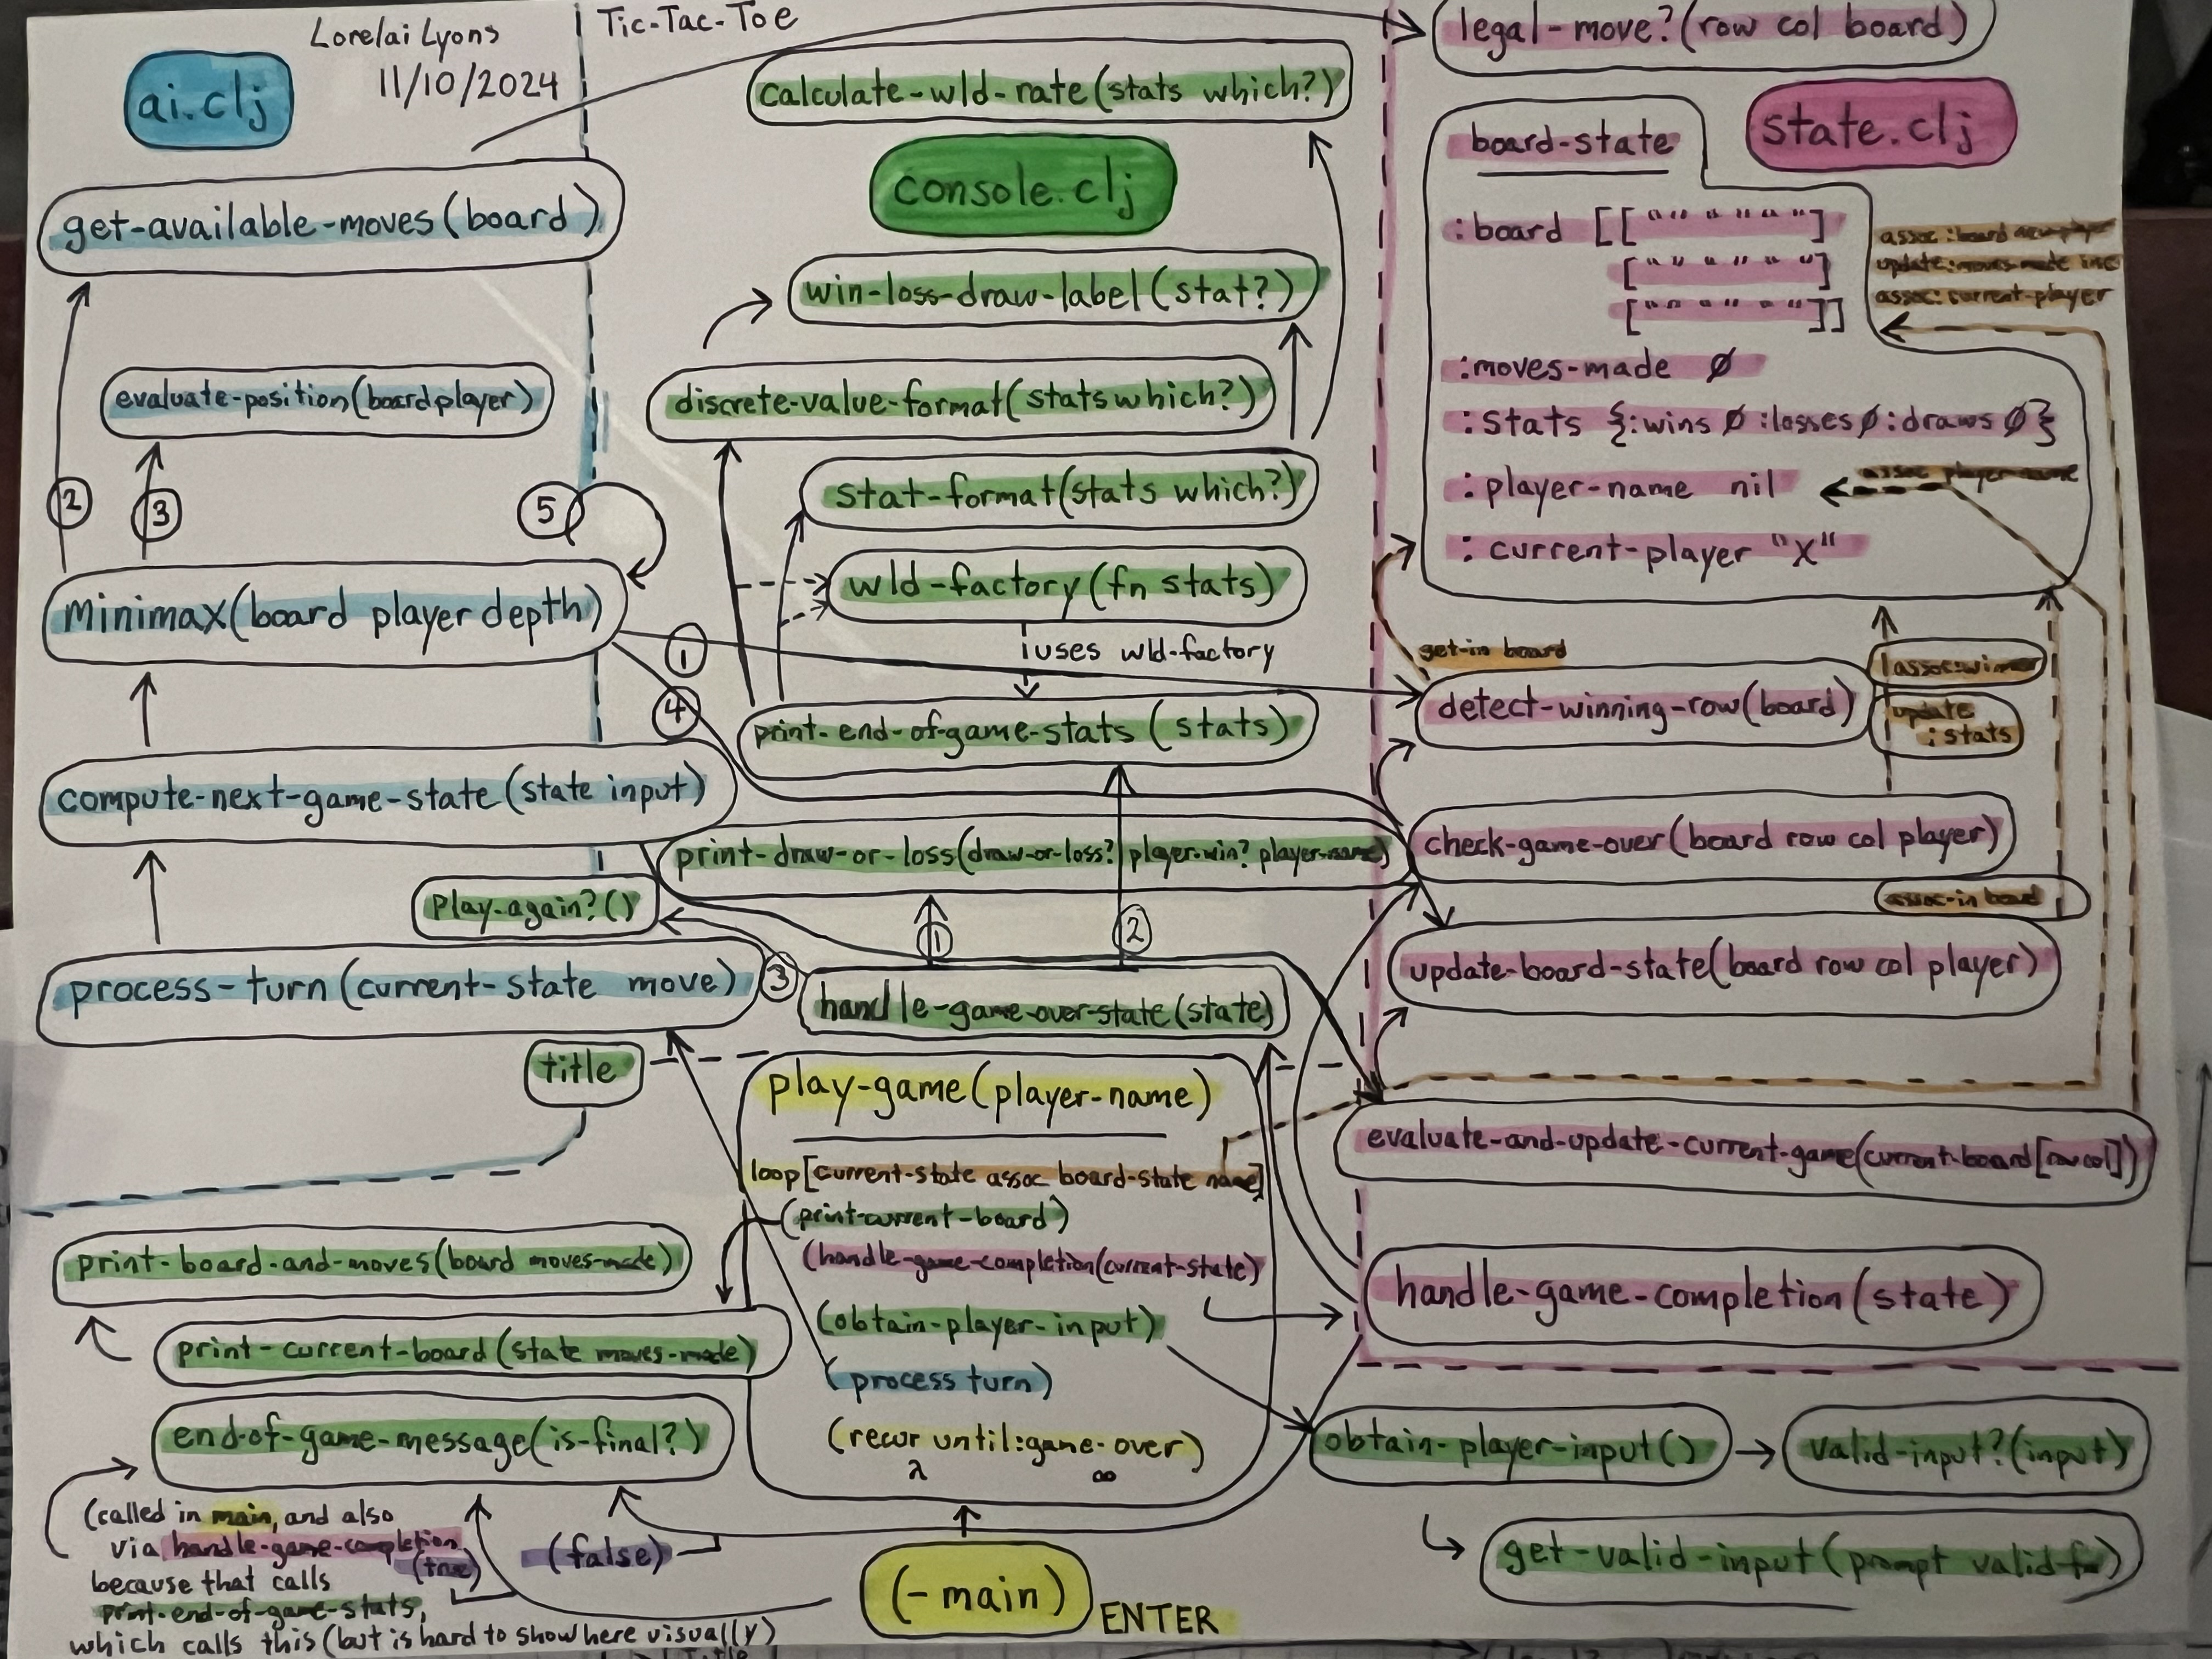 Lorelai Lyons
11/10/2024
Tic-Tac-Toe
ai.clj
get-available-moves(board)
evaluate-position(board player)
2
3
5
minimax(board player depth)
1
4
compute-next-game-state(state input)
play-again?()
process-turn(current-state move)
3
title
calculate-wld-rate(stats which?)
console.clj
win-loss-draw-label(stat?)
discrete-value-format(stats which?)
stat-format(stats which?)
wld-factory(fn stats)
uses wld-factory
print-end-of-game-stats(stats)
print-draw-or-loss(draw-or-loss? player-win? player-name)
1
2
handle-game-over-state(state)
play-game(player-name)
loop[current-state assoc board-state name]
(print-current-board)
(handle-game-completion(current-state)
(obtain-player-input)
(process turn)
(recur until:game-over)
λ ∞
legal-move?(row col board)
state.clj
board-state
:board [[" " " " " "]
[" " " " " "]
[" " " " " "]]
:moves-made 0
:stats {:wins 0 :losses 0 :draws 0}
:player-name nil
:current-player "X"
assoc :board
update :moves-made inc
assoc :current-player
assoc player-name
get-in board
detect-winning-row(board)
assoc:winner
update
:stats
check-game-over(board row col player)
assoc-in board
update-board-state(board row col player)
evaluate-and-update-current-game(current-board[row col])
handle-game-completion(state)
obtain-player-input()
valid-input?(input)
get-valid-input(prompt valid-fn)
print-board-and-moves(board moves-made)
print-current-board(state moves-made)
end-of-game-message(is-final?)
(called in main, and also
via handle-game-completion
(true)
because that calls
print-end-of-game-stats,
which calls this (but is hard to show here visually)
(false)
(-main)
ENTER